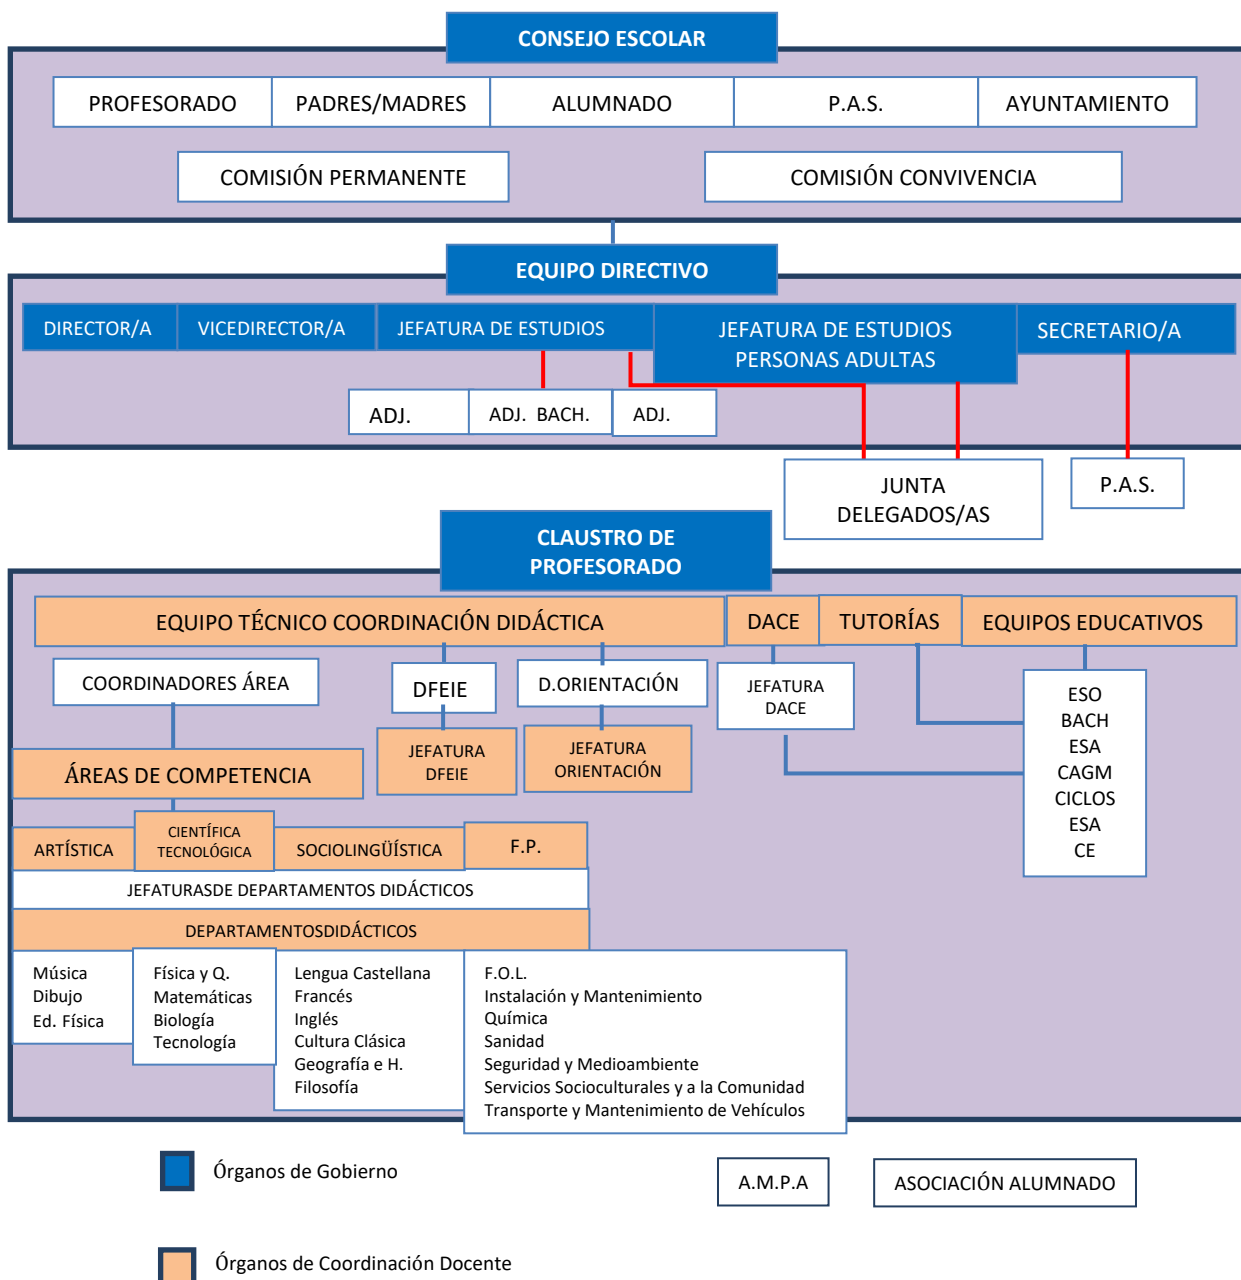 CONSEJO ESCOLAR
PROFESORADO
PADRES/MADRES
ALUMNADO
P.A.S.
AYUNTAMIENTO
COMISIÓN PERMANENTE
COMISIÓN CONVIVENCIA
EQUIPO DIRECTIVO
DIRECTOR/A
VICEDIRECTOR/A
JEFATURA DE ESTUDIOS
JEFATURA DE ESTUDIOS
PERSONAS ADULTAS
SECRETARIO/A
ADJ.
ADJ. BACH.
ADJ.
JUNTA
DELEGADOS/AS
P.A.S.
CLAUSTRO DE
PROFESORADO
EQUIPO TÉCNICO COORDINACIÓN DIDÁCTICA
DACE
TUTORÍAS
EQUIPOS EDUCATIVOS
COORDINADORES ÁREA
DFEIE
D.ORIENTACIÓN
JEFATURA
DACE
ESO
BACH
ESA
CAGM
CICLOS
ESA
CE
JEFATURA
DFEIE
JEFATURA
ORIENTACIÓN
ÁREAS DE COMPETENCIA
ARTÍSTICA
CIENTÍFICA
TECNOLÓGICA
SOCIOLINGÜÍSTICA
F.P.
JEFATURASDE DEPARTAMENTOS DIDÁCTICOS
DEPARTAMENTOSDIDÁCTICOS
Música
Dibujo
Ed. Física
Física y Q.
Matemáticas
Biología
Tecnología
Lengua Castellana
Francés
Inglés
Cultura Clásica
Geografía e H.
Filosofía
F.O.L.
Instalación y Mantenimiento
Química
Sanidad
Seguridad y Medioambiente
Servicios Socioculturales y a la Comunidad
Transporte y Mantenimiento de Vehículos
Órganos de Gobierno
A.M.P.A
ASOCIACIÓN ALUMNADO
Órganos de Coordinación Docente